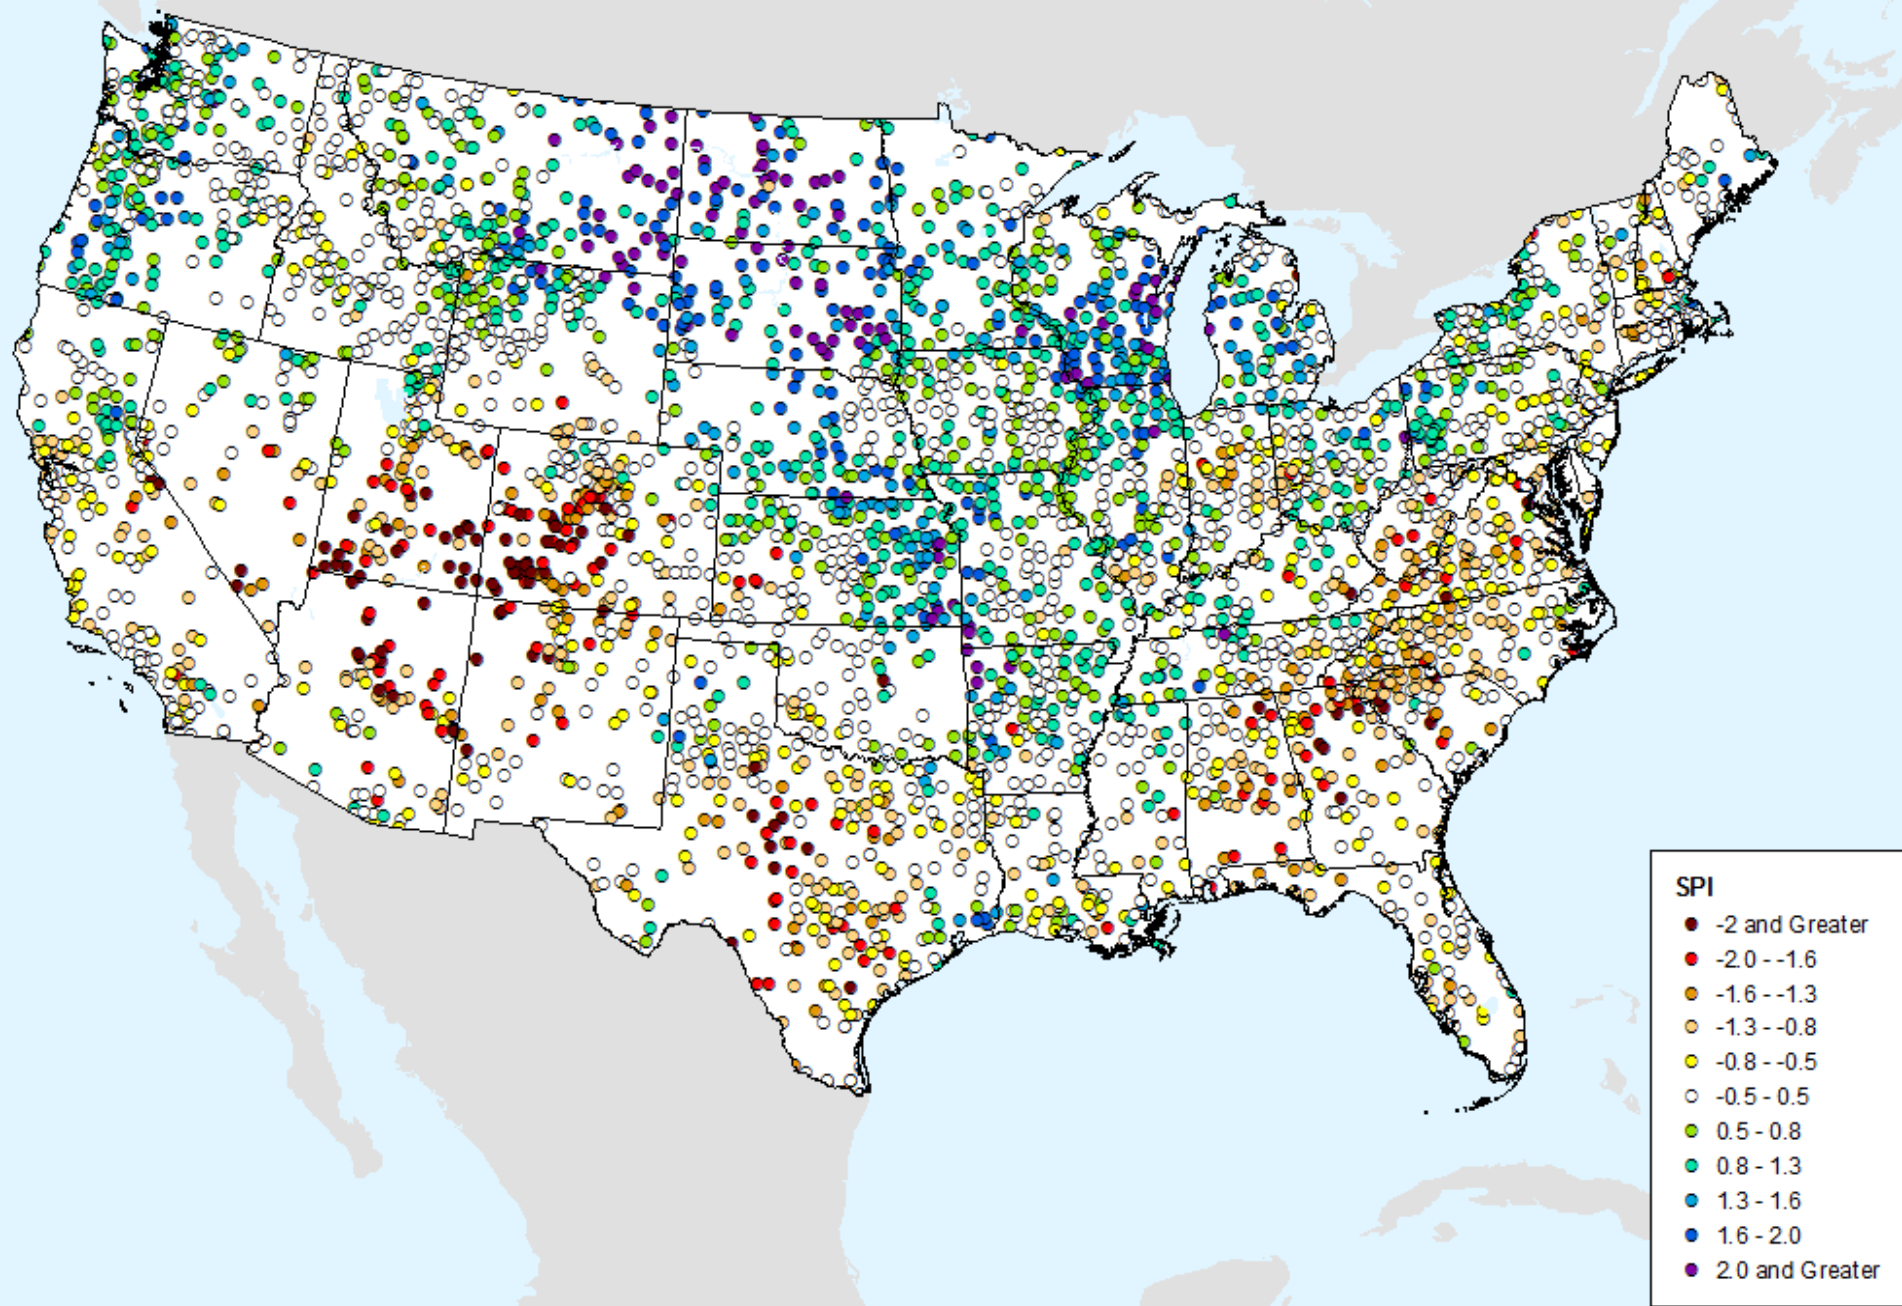 SPI
-2 and Greater
-2.0 - -1.6
-1.6 - -1.3
-1.3 - -0.8
-0.8 - -0.5
-0.5 - 0.5
0.5 - 0.8
0.8 - 1.3
1.3 - 1.6
1.6 - 2.0
2.0 and Greater